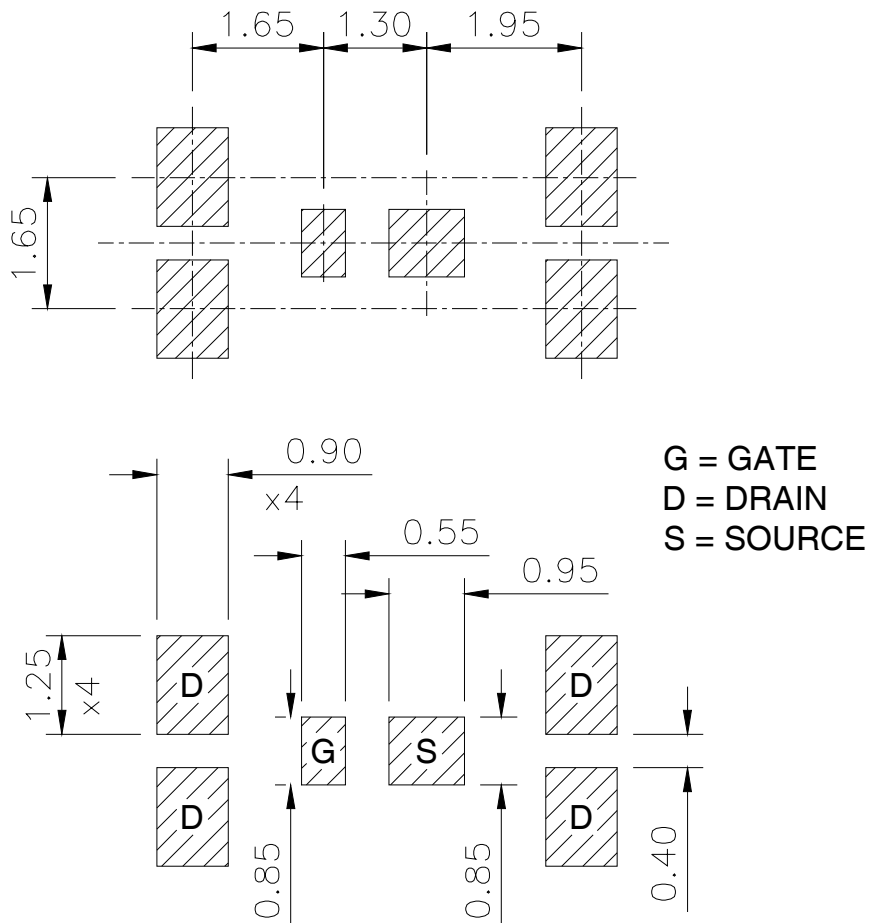 1.65 1.30 1.95
1.65
0.90
x4
G = GATE
D = DRAIN
S = SOURCE
0.55
0.95
1.25
x4
D
D
G
S
D
D
0.85
0.85
0.40